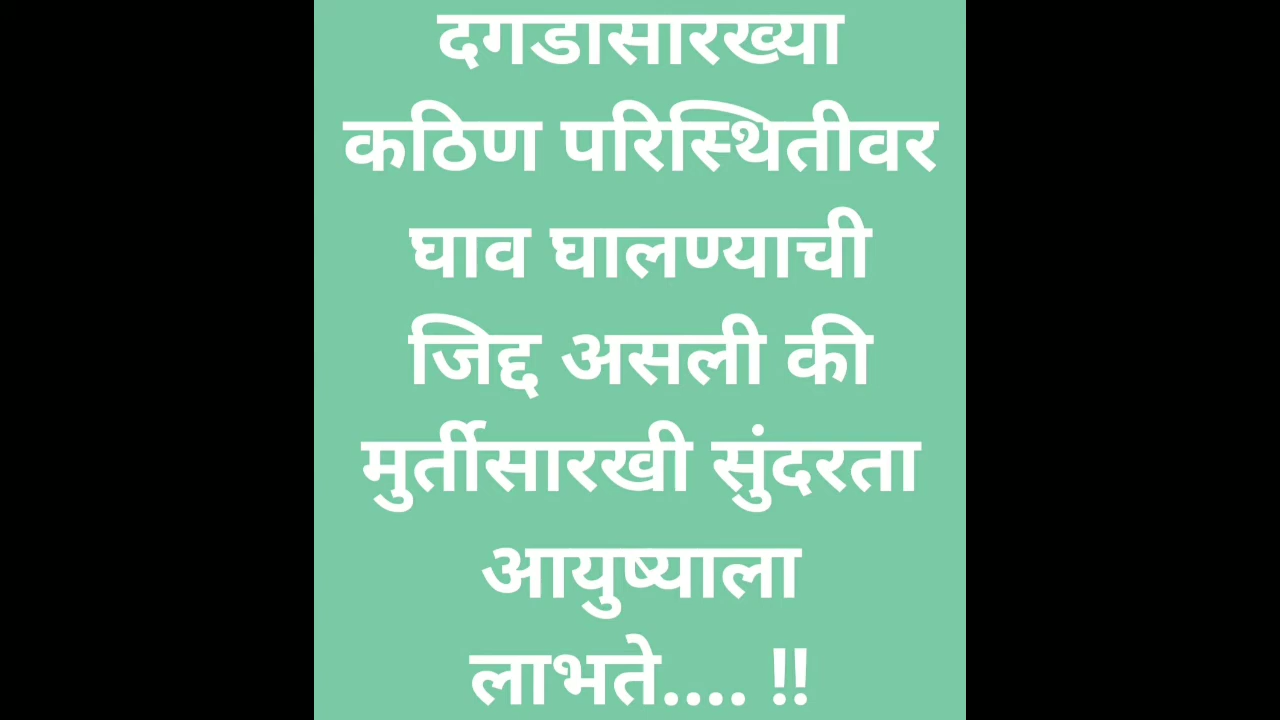 दगडासारख्या
कठिण परिस्थितीवर
घाव घालण्याची
जिद्द असली की
मुर्तीसारखी सुंदरता
आयुष्याला
लाभते.... !!